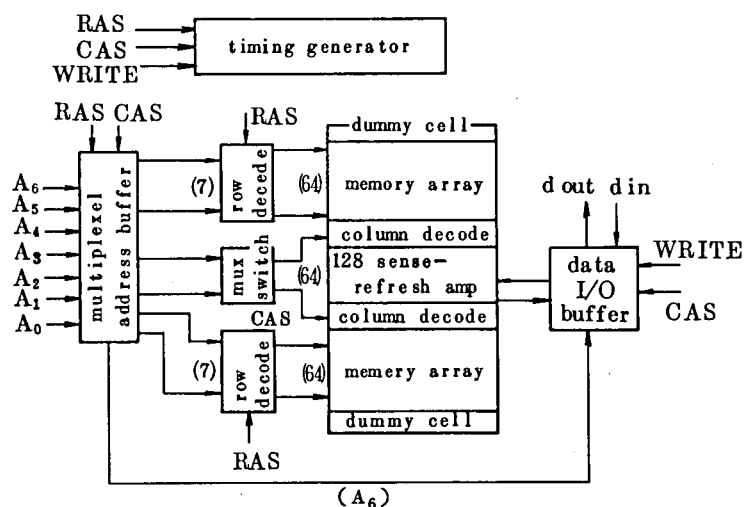 RAS
CAS
WRITE
timing generator
RAS CAS
A6
A5
A4
A3
A2
A1
A0
multiplexel
address buffer
RAS
(7)
row
decede
(64)
mux
switch
(64)
CAS
(7)
row
decode
(64)
RAS
dummy cell
memory array
column decode
128 sense-
refresh amp
column decode
memory array
dummy cell
d out d in
data
I/O
buffer
WRITE
CAS
(A6)